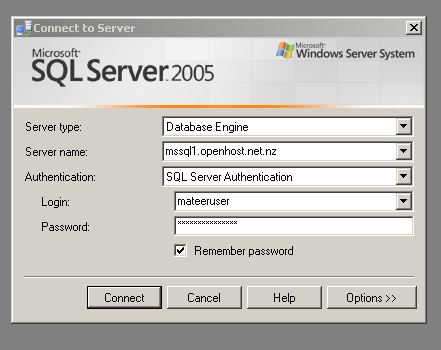 Connect to Server
Microsoft
SQL Server 2005
Microsoft
Windows Server System
Server type:
Database Engine
Server name:
mssql1.openhost.net.nz
Authentication:
SQL Server Authentication
Login:
mateeruser
Password:
***************
Remember password
Connect
Cancel
Help
Options >>